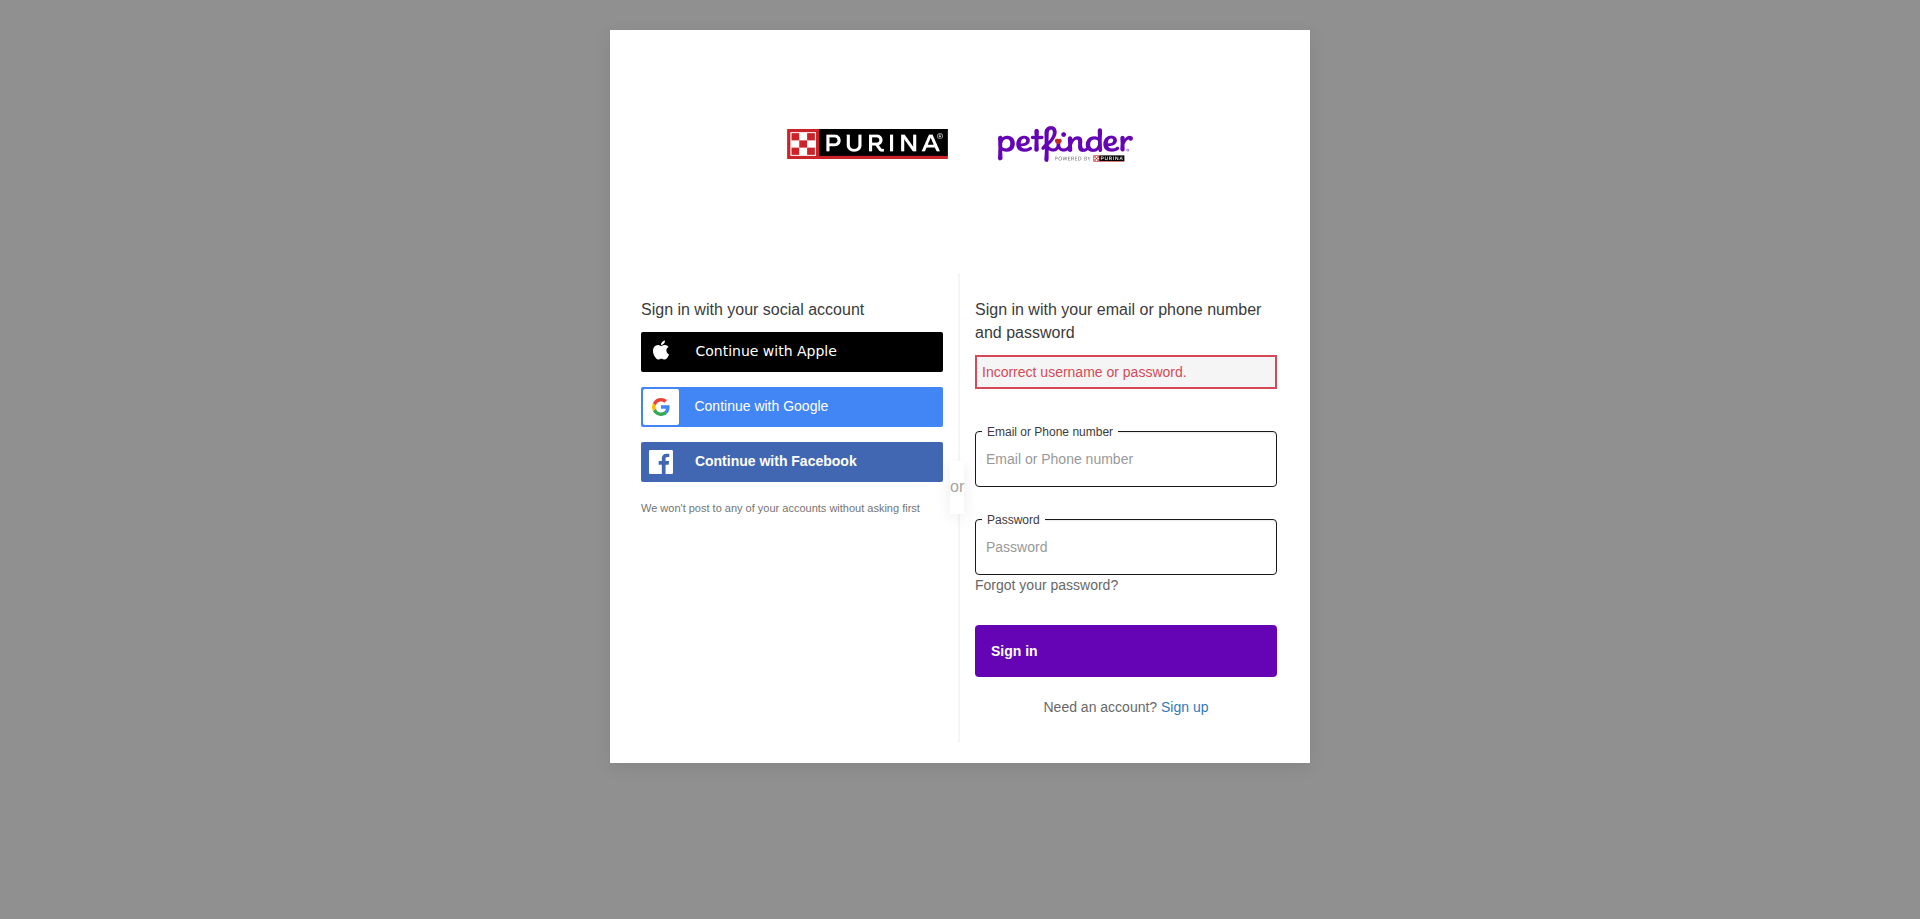 PURINA®
petfinder
POWERED BY PURINA
Sign in with your social account
Continue with Apple
Continue with Google
Continue with Facebook
We won't post to any of your accounts without asking first
or
Sign in with your email or phone number
and password
Incorrect username or password.
Email or Phone number
Email or Phone number
Password
Password
Forgot your password?
Sign in
Need an account? Sign up